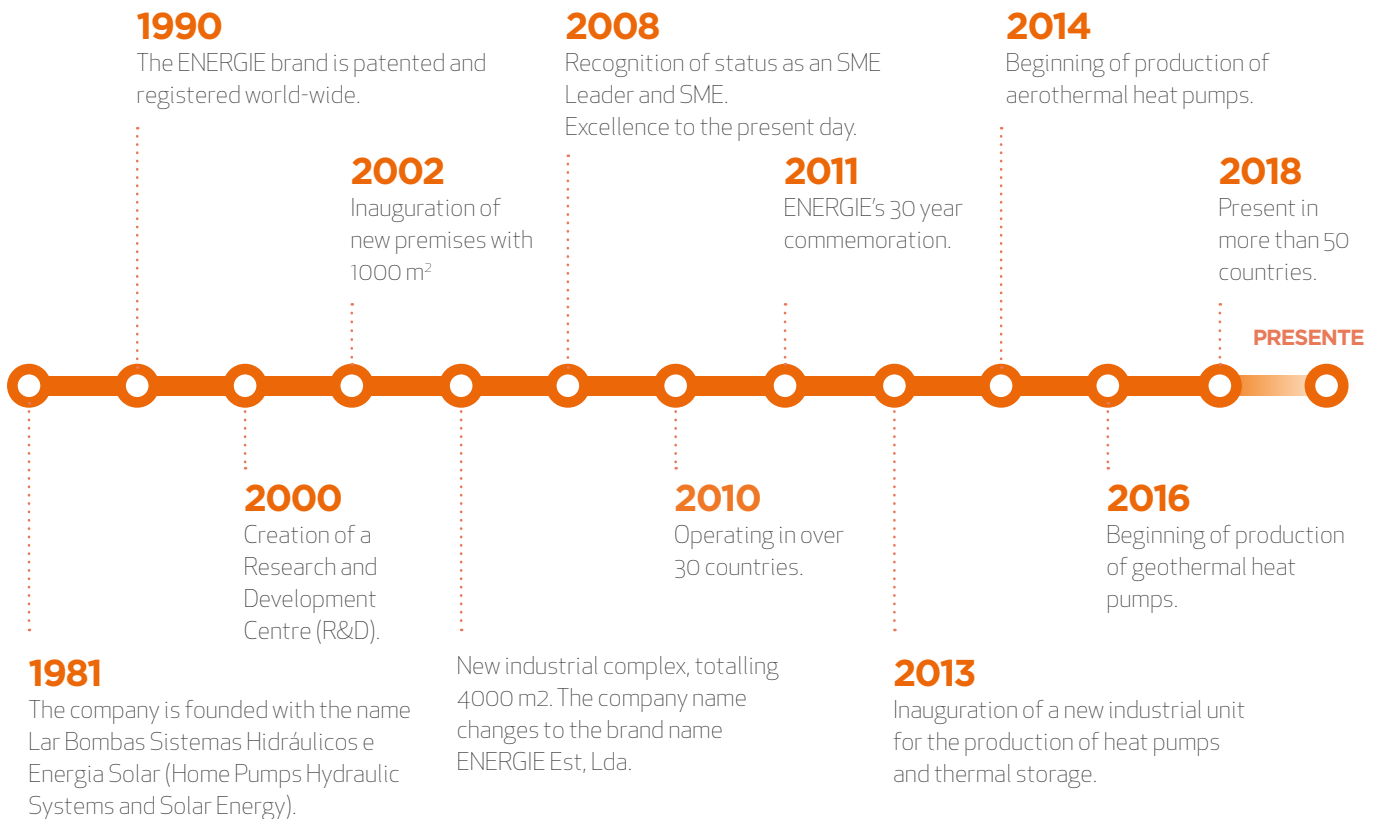 1990
The ENERGIE brand is patented and
registered world-wide.
2008
Recognition of status as an SME
Leader and SME.
Excellence to the present day.
2014
Beginning of production of
aerothermal heat pumps.
2002
Inauguration of
new premises with
1000 m²
2011
ENERGIE's 30 year
commemoration.
2018
Present in
more than 50
countries.
PRESENTE
2000
Creation of a
Research and
Development
Centre (R&D).
2010
Operating in over
30 countries.
2016
Beginning of production
of geothermal heat
pumps.
1981
The company is founded with the name
Lar Bombas Sistemas Hidráulicos e
Energia Solar (Home Pumps Hydraulic
Systems and Solar Energy).
New industrial complex, totalling
4000 m2. The company name
changes to the brand name
ENERGIE Est, Lda.
2013
Inauguration of a new industrial unit
for the production of heat pumps
and thermal storage.